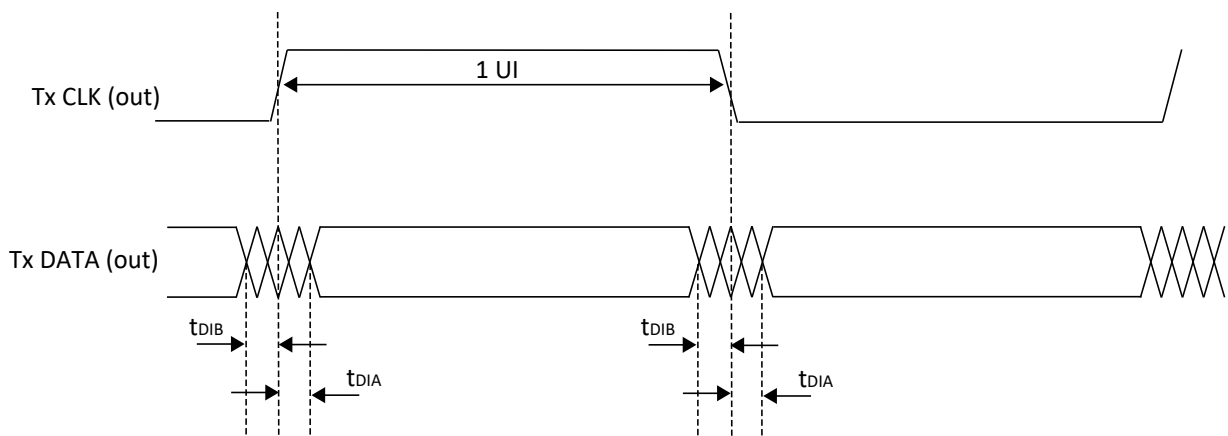 1 UI
Tx CLK (out)
Tx DATA (out)
tDIB
tDIB
tDIA
tDIA